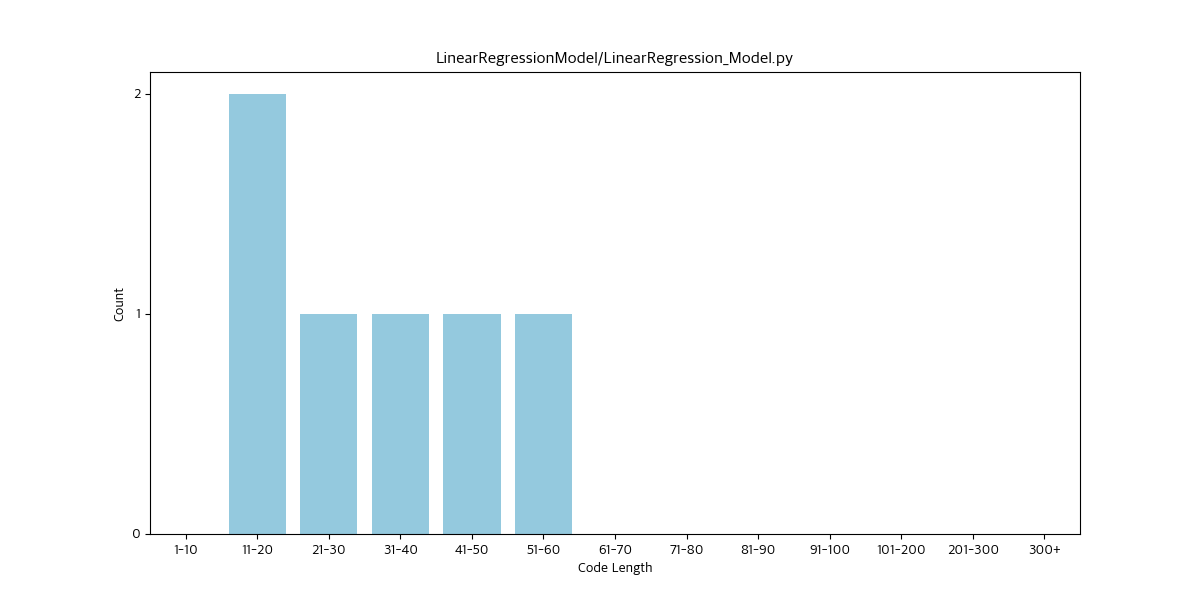 LinearRegressionModel/LinearRegression_Model.py
Count
2
1
0
1-10 11-20 21-30 31-40 41-50 51-60 61-70 71-80 81-90 91-100 101-200 201-300 300+
Code Length